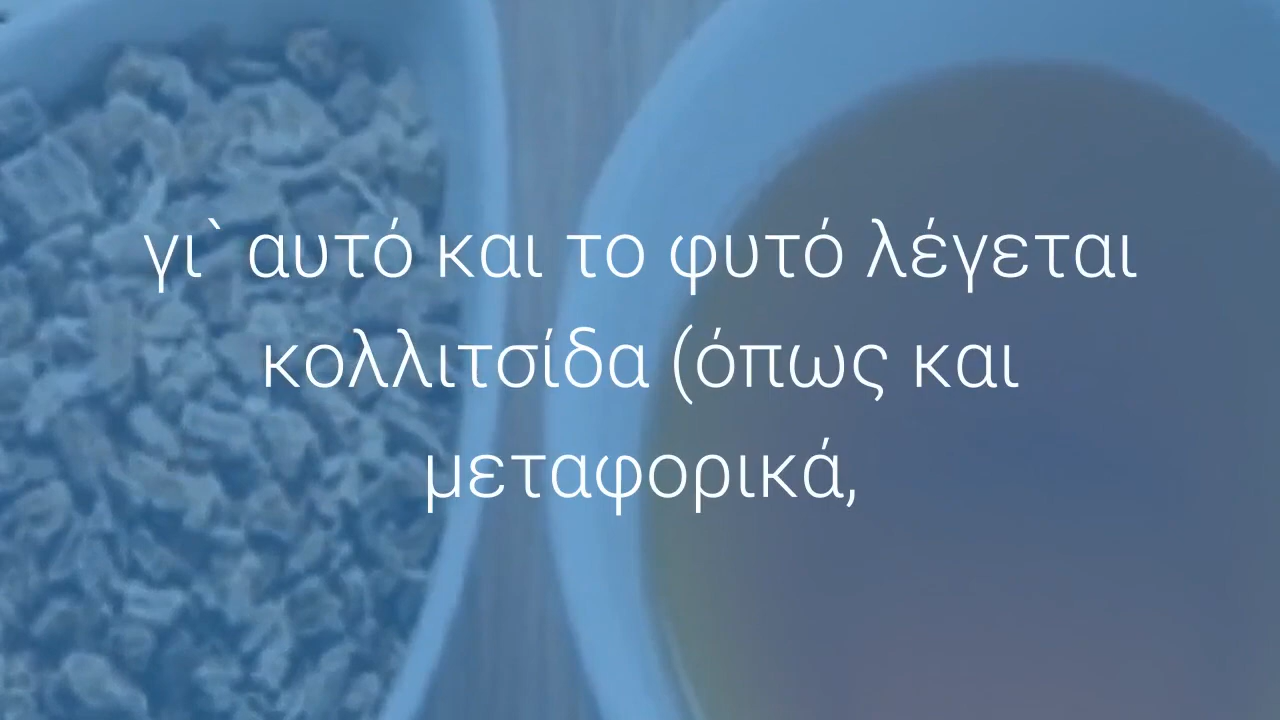 γι` αυτό και το φυτό λέγεται
κολλιτσίδα (όπως και
μεταφορικά,